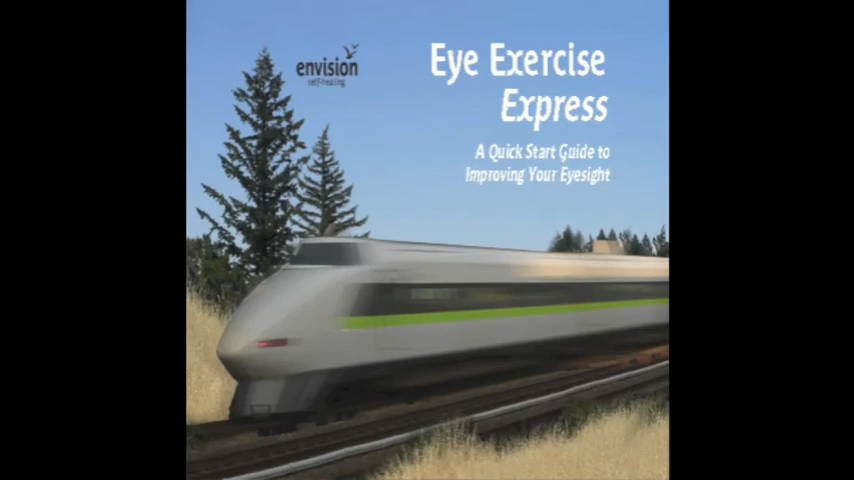 envision
self-healing
Eye Exercise
Express
A Quick Start Guide to
Improving Your Eyesight